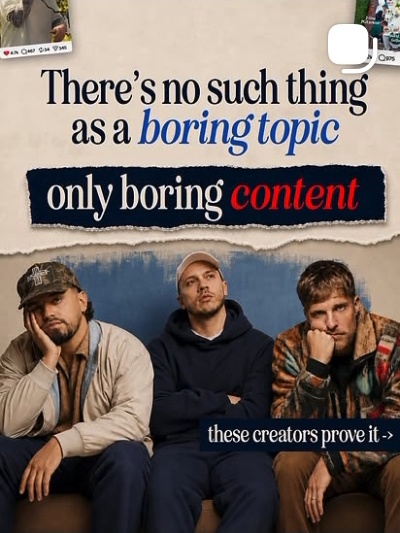 There's no such thing
as a boring topic
only boring content
these creators prove it ->